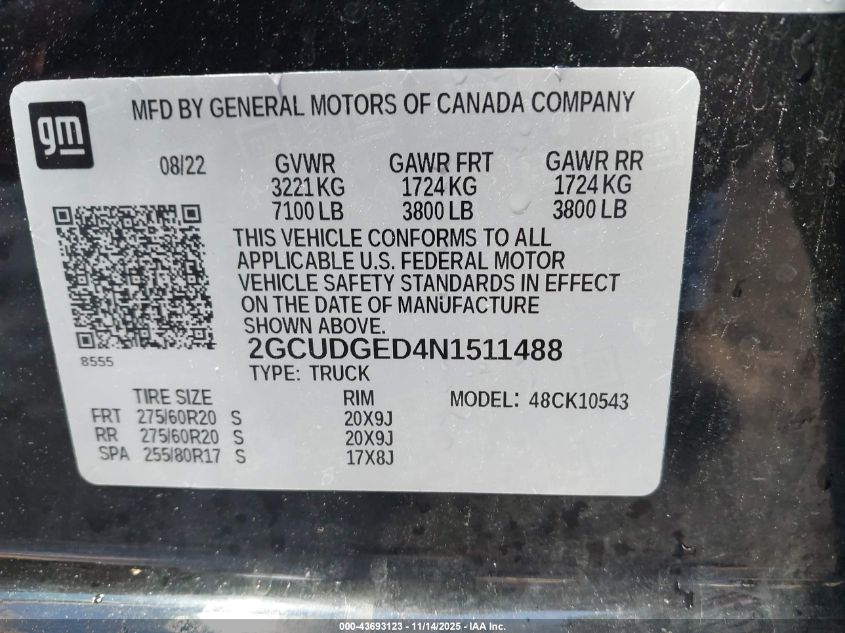 gm
MFD BY GENERAL MOTORS OF CANADA COMPANY
08/22 GVWR GAWR FRT GAWR RR
3221 KG 1724 KG 1724 KG
7100 LB 3800 LB 3800 LB
THIS VEHICLE CONFORMS TO ALL
APPLICABLE U.S. FEDERAL MOTOR
VEHICLE SAFETY STANDARDS IN EFFECT
ON THE DATE OF MANUFACTURE
SHOWN ABOVE.
8555
2GCUDGED4N1511488
TYPE: TRUCK
TIRE SIZE RIM MODEL: 48CK10543
FRT 275/60R20 S 20X9J
RR 275/60R20 S 20X9J
SPA 255/80R17 S 17X8J
000-43693123 - 11/14/2025 - IAA Inc.